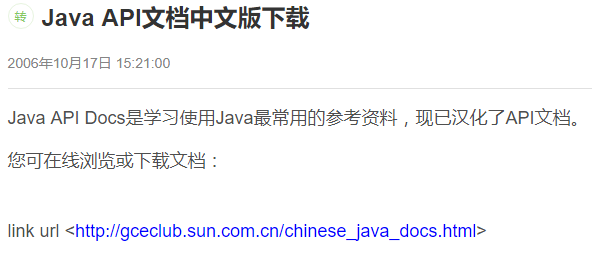 转 Java API文档中文版下载
2006年10月17日 15:21:00
Java API Docs是学习使用Java最常用的参考资料，现已汉化了API文档。
您可在线浏览或下载文档：
link url <http://gceclub.sun.com.cn/chinese_java_docs.html>